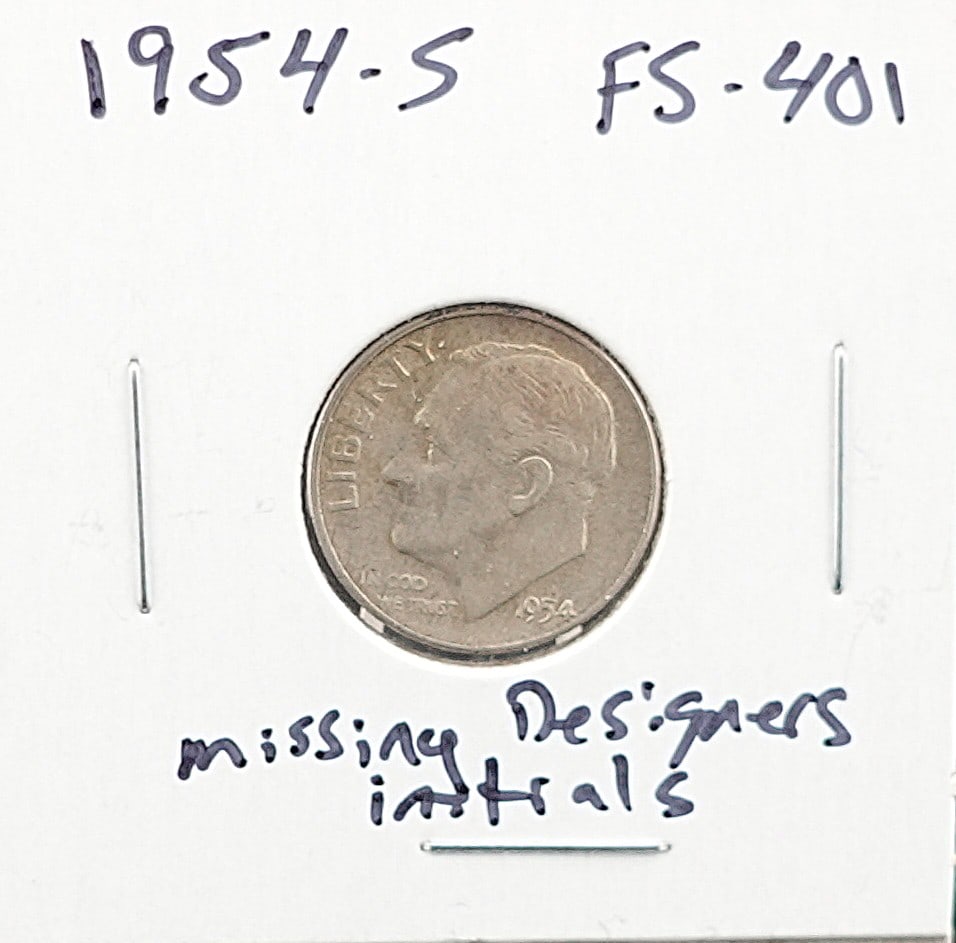 1954-S FS-401
LIBERTY
IN GOD
WE TRUST
1954
missing Designers
initials